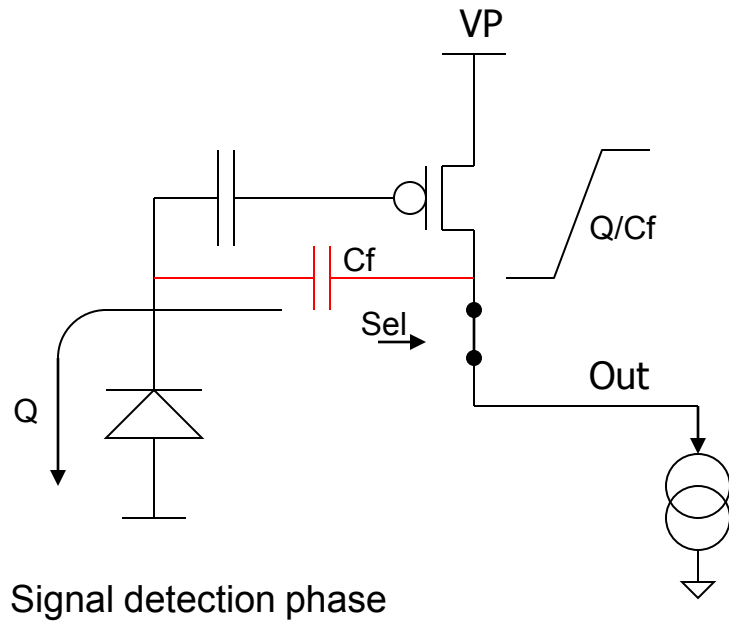 VP
Q/Cf
Cf
Sel
Out
Q
Signal detection phase